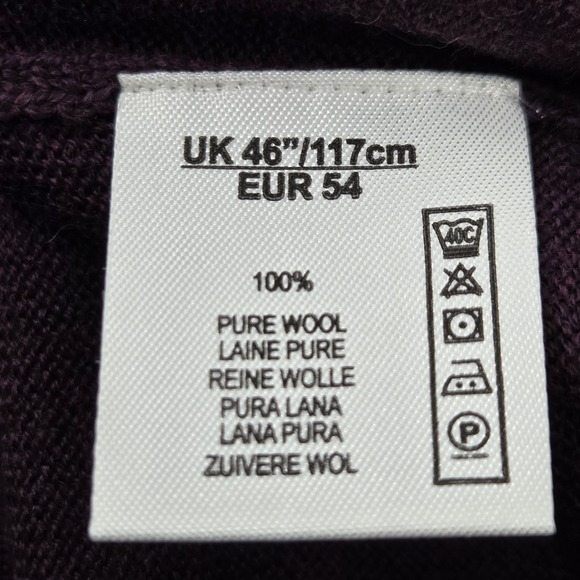 UK 46”/117cm
EUR 54
100%
PURE WOOL
LAINE PURE
REINE WOLLE
PURA LANA
LANA PURA
ZUIVERE WOL
40C
P